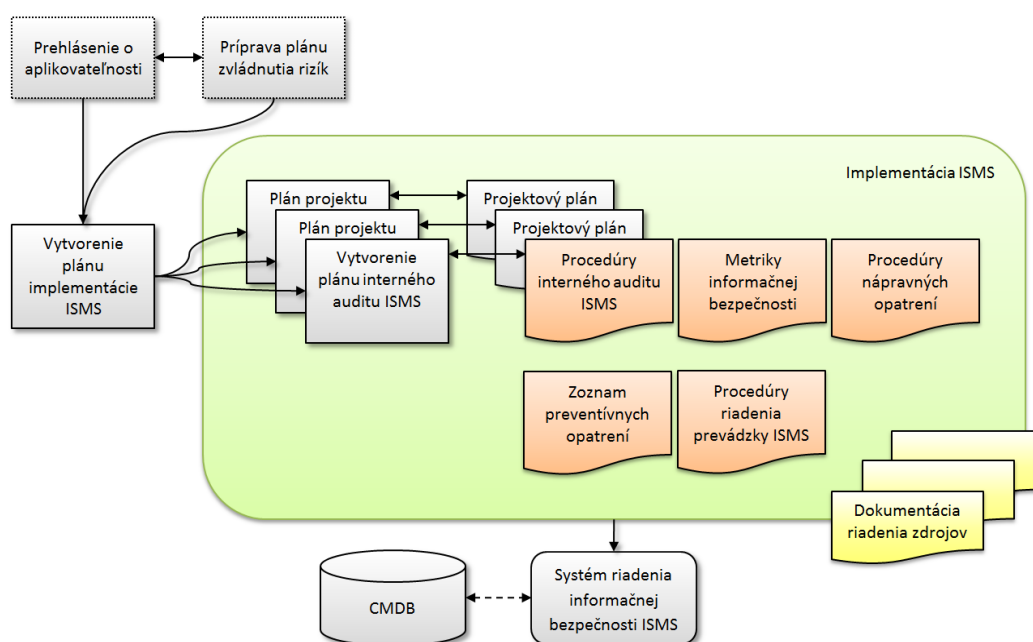 Prehlásenie o
aplikovateľnosti
Príprava plánu
zvládnutia rizík
Implementácia ISMS
Plán projektu
Projektový plán
Plán projektu
Projektový plán
Vytvorenie
plánu
implementácie
ISMS
Vytvorenie
plánu interného
auditu ISMS
Procedúry
interného auditu
ISMS
Metriky
informačnej
bezpečnosti
Procedúry
nápravných
opatrení
Zoznam
preventívnych
opatrení
Procedúry
riadenia
prevádzky ISMS
Dokumentácia
riadenia zdrojov
CMDB
Systém riadenia
informačnej
bezpečnosti ISMS